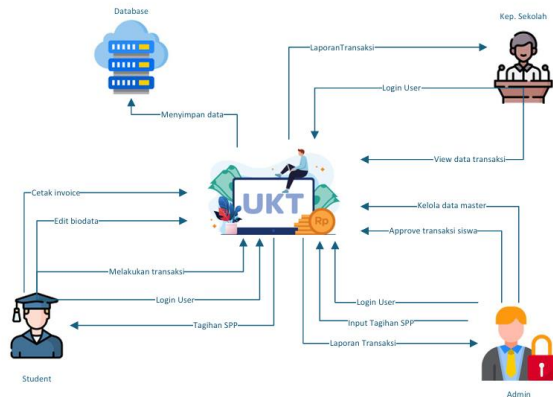 Database
Kep. Sekolah
LaporanTransaksi
Login User
Menyimpan data
View data transaksi
Cetak invoice
UKT
Rp
Kelola data master
Edit biodata
Approve transaksi siswa
Melakukan transaksi
Login User
Login User
Tagihan SPP
Input Tagihan SPP
Laporan Transaksi
Student
Admin